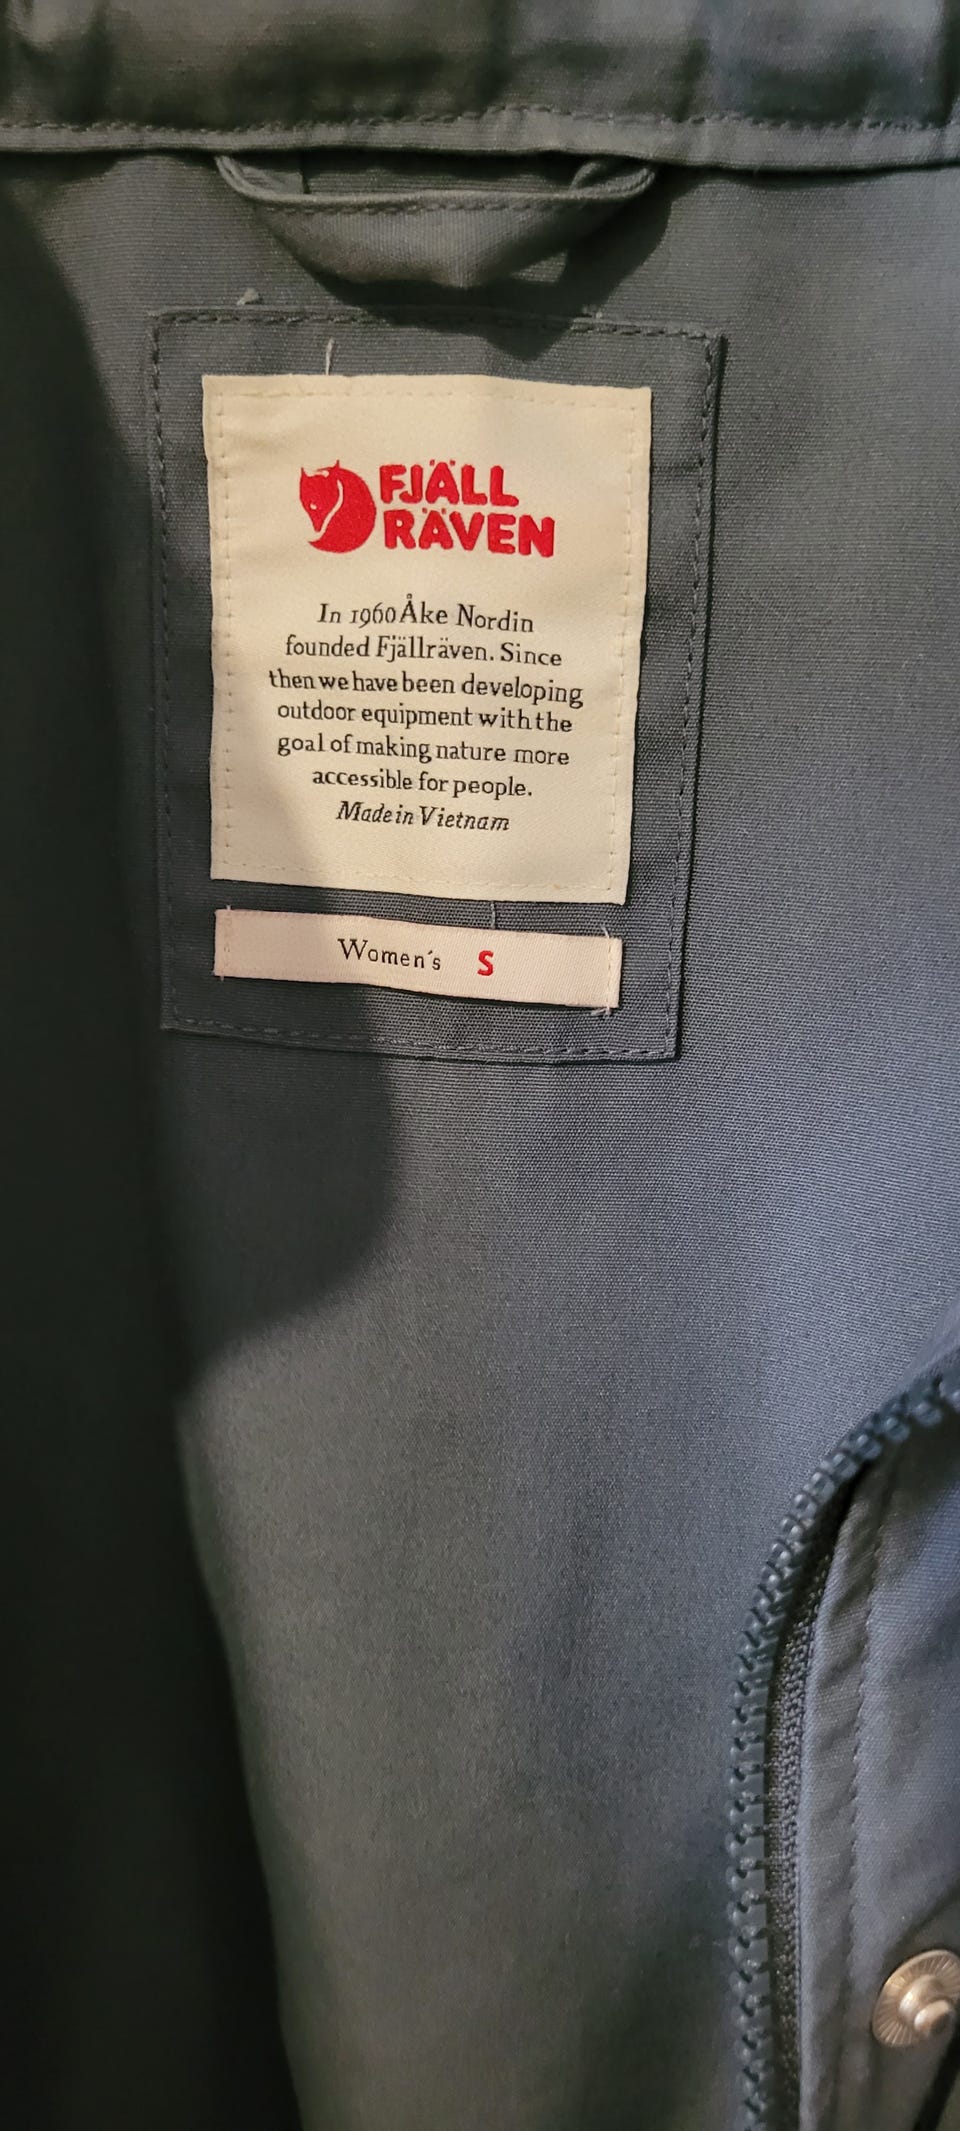 FJÄLL
RÄVEN
In 1960 Åke Nordin
founded Fjällräven. Since
then we have been developing
outdoor equipment with the
goal of making nature more
accessible for people.
Made in Vietnam
Women's S